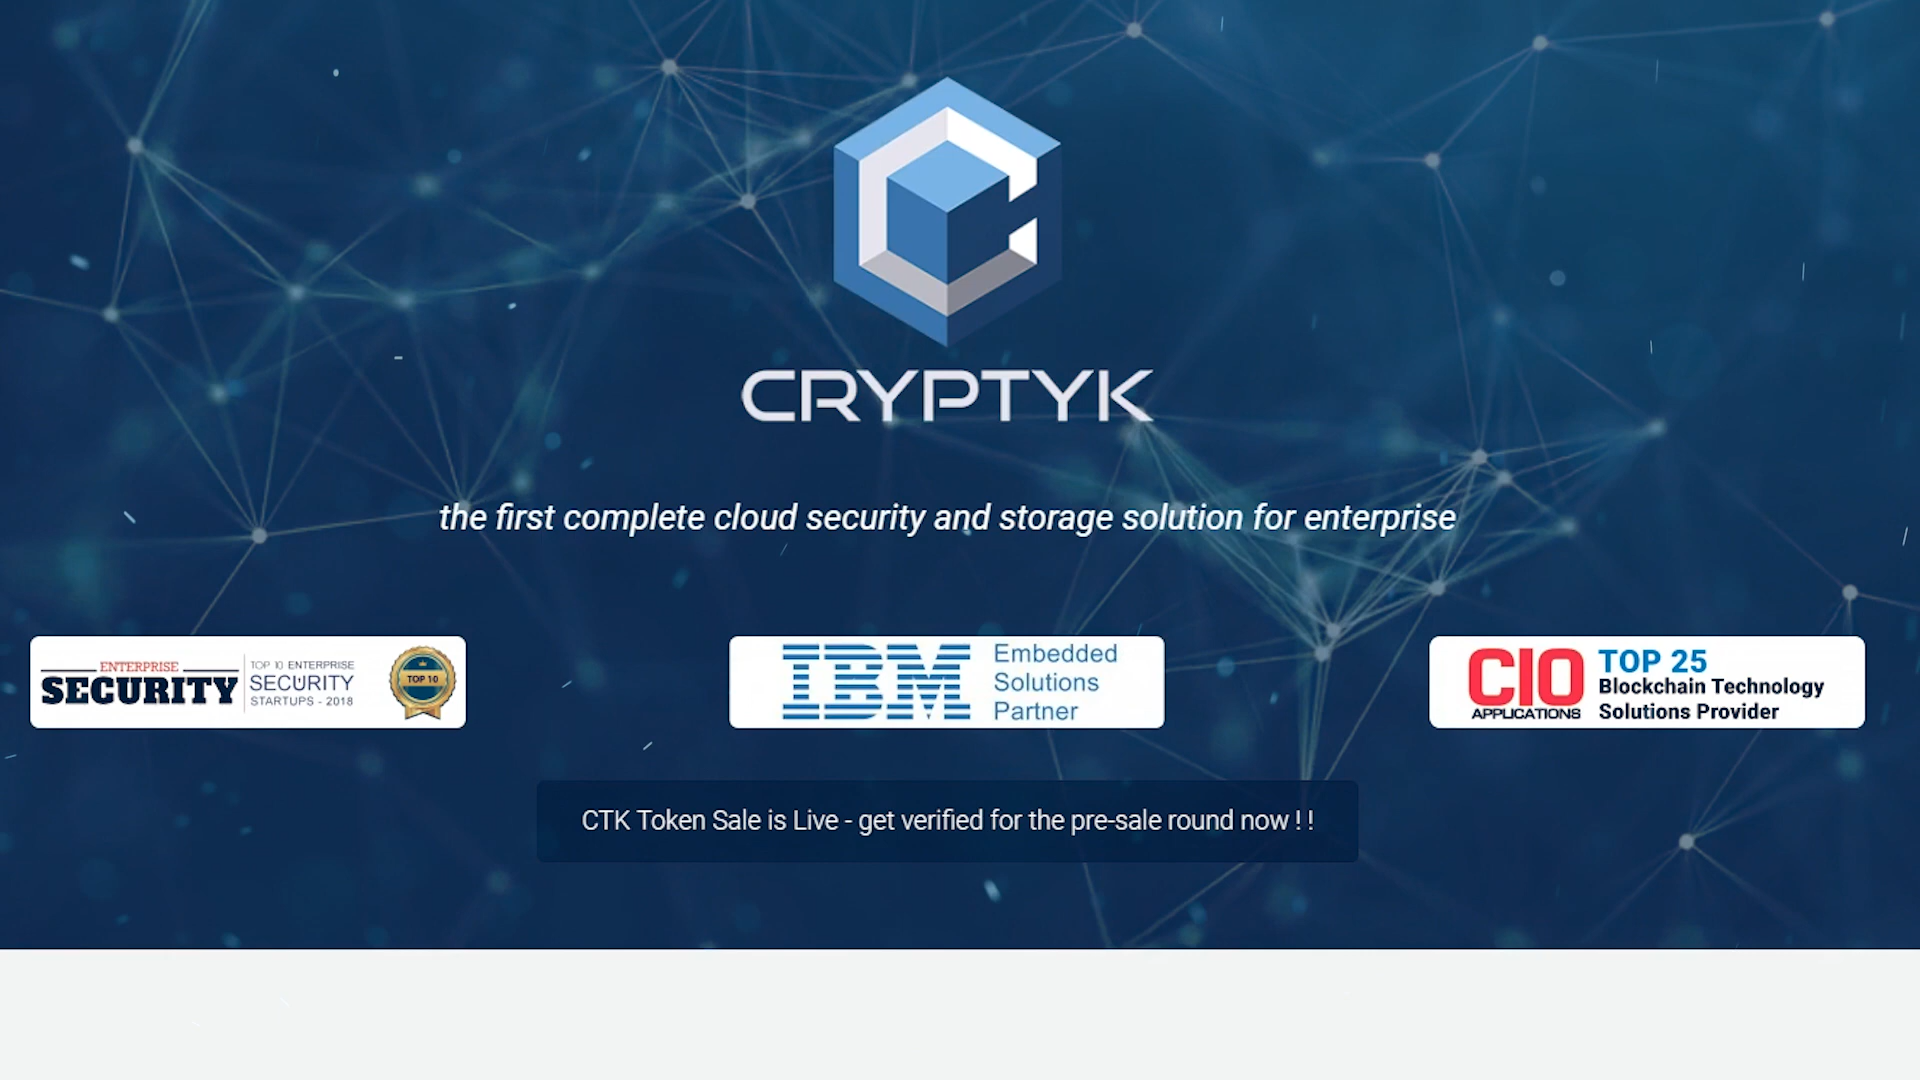 CRYPTYK
the first complete cloud security and storage solution for enterprise
ENTERPRISE
SECURITY
TOP 10 ENTERPRISE
SECURITY
STARTUPS - 2018
TOP 10
IBM
Embedded
Solutions
Partner
CIO
APPLICATIONS
TOP 25
Blockchain Technology
Solutions Provider
CTK Token Sale is Live - get verified for the pre-sale round now ! !